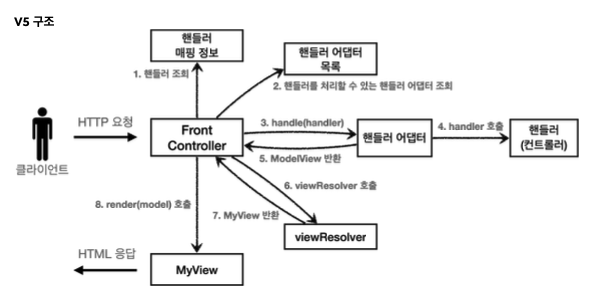 V5 구조
핸들러
매핑 정보
핸들러 어댑터
목록
1. 핸들러 조회
2. 핸들러를 처리할 수 있는 핸들러 어댑터 조회
HTTP 요청
Front
Controller
3. handle(handler)
핸들러 어댑터
4. handler 호출
핸들러
(컨트롤러)
클라이언트
5. ModelView 반환
6. viewResolver 호출
8. render(model) 호출
7. MyView 반환
viewResolver
HTML 응답
MyView